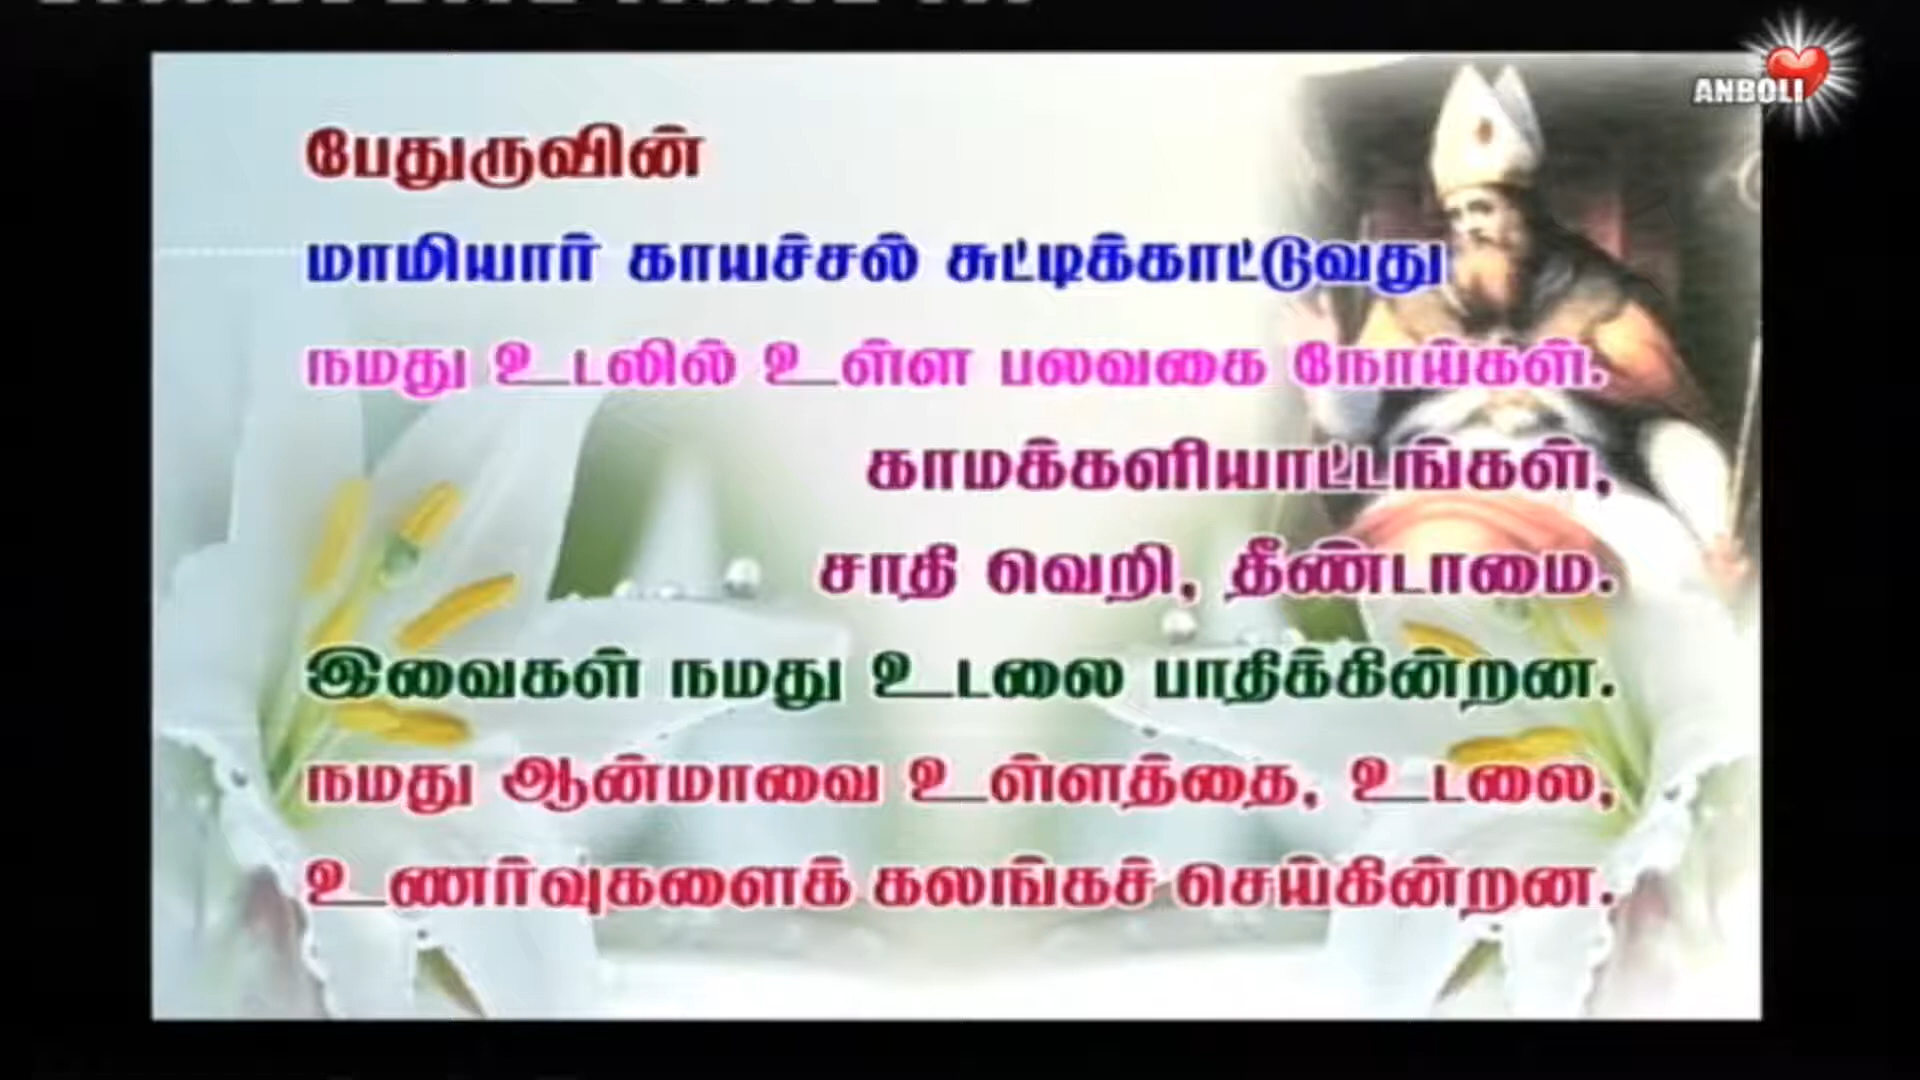 ANBOLI
பேதுருவின்
மாமியார் காயச்சல் சுட்டிக்காட்டுவது
நமது உடலில் உள்ள பலவகை நோய்கள்.
காமக்களியாட்டங்கள்,
சாதி வெறி, தீண்டாமை.
இவைகள் நமது உடலை பாதிக்கின்றன.
நமது ஆன்மாவை உள்ளத்தை, உடலை,
உணர்வுகளைக் கலங்கச் செய்கின்றன.